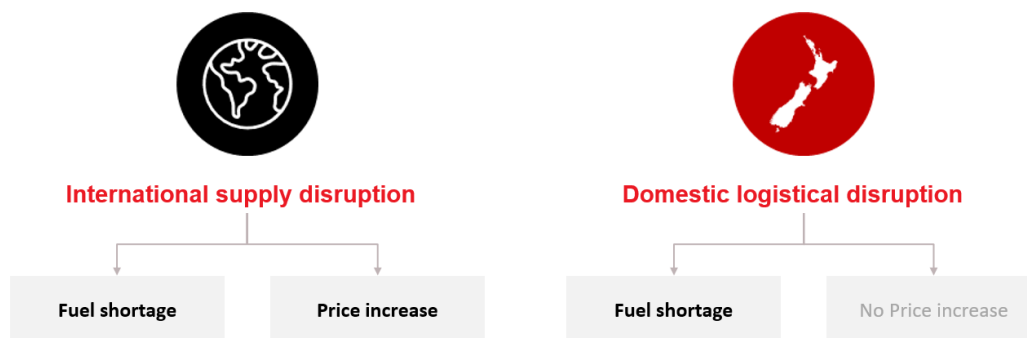 International supply disruption
Domestic logistical disruption
Fuel shortage
Price increase
Fuel shortage
No Price increase